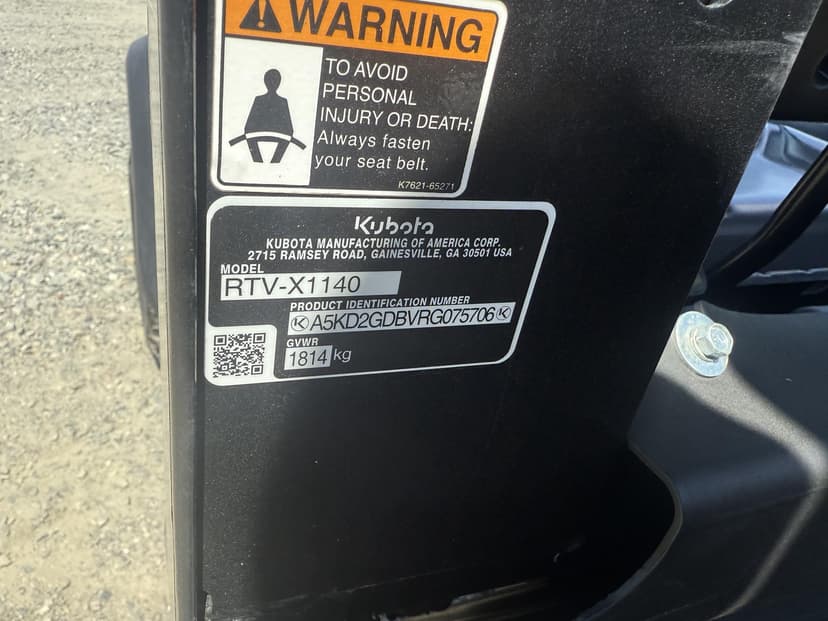 WARNING
TO AVOID
PERSONAL
INJURY OR DEATH:
Always fasten
your seat belt.
K7621-65271
Kubota
KUBOTA MANUFACTURING OF AMERICA CORP.
2715 RAMSEY ROAD, GAINESVILLE, GA 30501 USA
MODEL
RTV-X1140
PRODUCT IDENTIFICATION NUMBER
A5KD2GDBVRG075706
GVWR
1814 kg